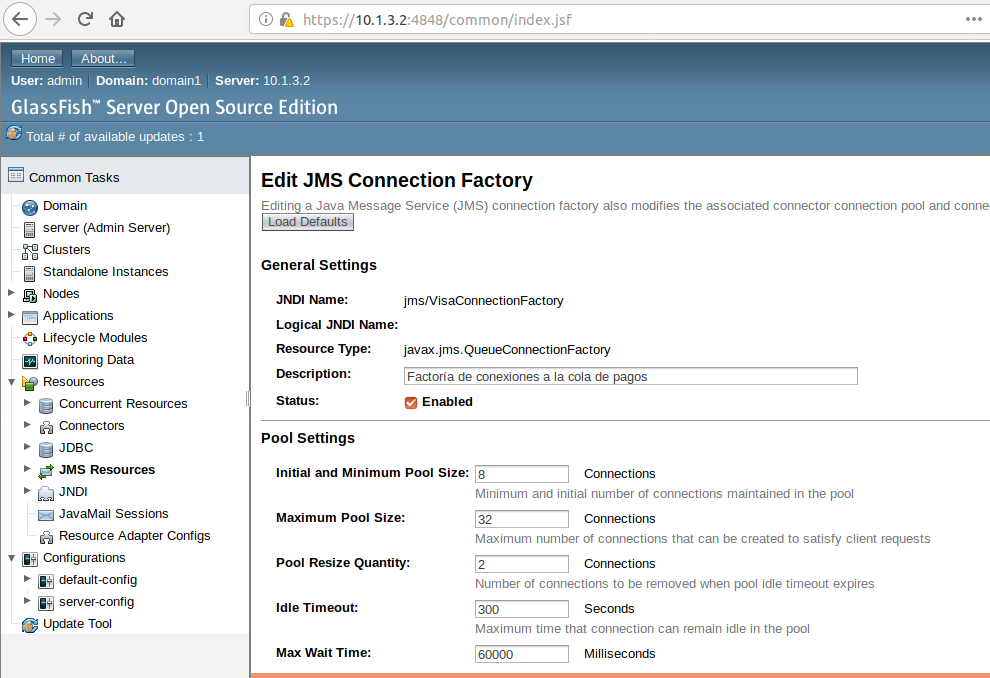 https://10.1.3.2:4848/common/index.jsf
Home About...
User: admin Domain: domain1 Server: 10.1.3.2
GlassFish™ Server Open Source Edition
Total # of available updates : 1
Common Tasks
Domain
server (Admin Server)
Clusters
Standalone Instances
Nodes
Applications
Lifecycle Modules
Monitoring Data
Resources
Concurrent Resources
Connectors
JDBC
JMS Resources
JNDI
JavaMail Sessions
Resource Adapter Configs
Configurations
default-config
server-config
Update Tool
Edit JMS Connection Factory
Editing a Java Message Service (JMS) connection factory also modifies the associated connector connection pool and conne
Load Defaults
General Settings
JNDI Name: jms/VisaConnectionFactory
Logical JNDI Name:
Resource Type: javax.jms.QueueConnectionFactory
Description: Factoría de conexiones a la cola de pagos
Status: Enabled
Pool Settings
Initial and Minimum Pool Size: 8 Connections
Minimum and initial number of connections maintained in the pool
Maximum Pool Size: 32 Connections
Maximum number of connections that can be created to satisfy client requests
Pool Resize Quantity: 2 Connections
Number of connections to be removed when pool idle timeout expires
Idle Timeout: 300 Seconds
Maximum time that connection can remain idle in the pool
Max Wait Time: 60000 Milliseconds